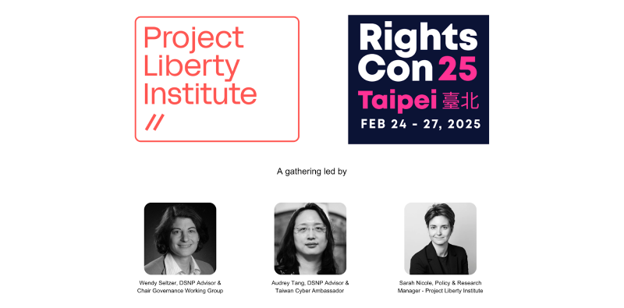 Project
Liberty
Institute
//
Rights
Con 25
Taipei 臺北
FEB 24 - 27, 2025
A gathering led by
Wendy Seltzer, DSNP Advisor &
Chair Governance Working Group
Audrey Tang, DSNP Advisor &
Taiwan Cyber Ambassador
Sarah Nicole, Policy & Research
Manager - Project Liberty Institute